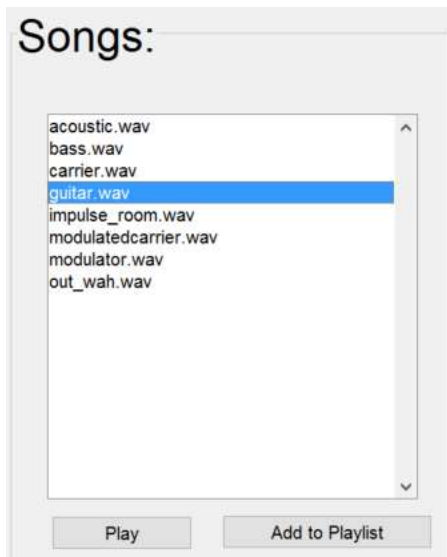 Songs:
acoustic.wav
bass.wav
carrier.wav
guitar.wav
impulse_room.wav
modulatedcarrier.wav
modulator.wav
out_wah.wav
Play Add to Playlist